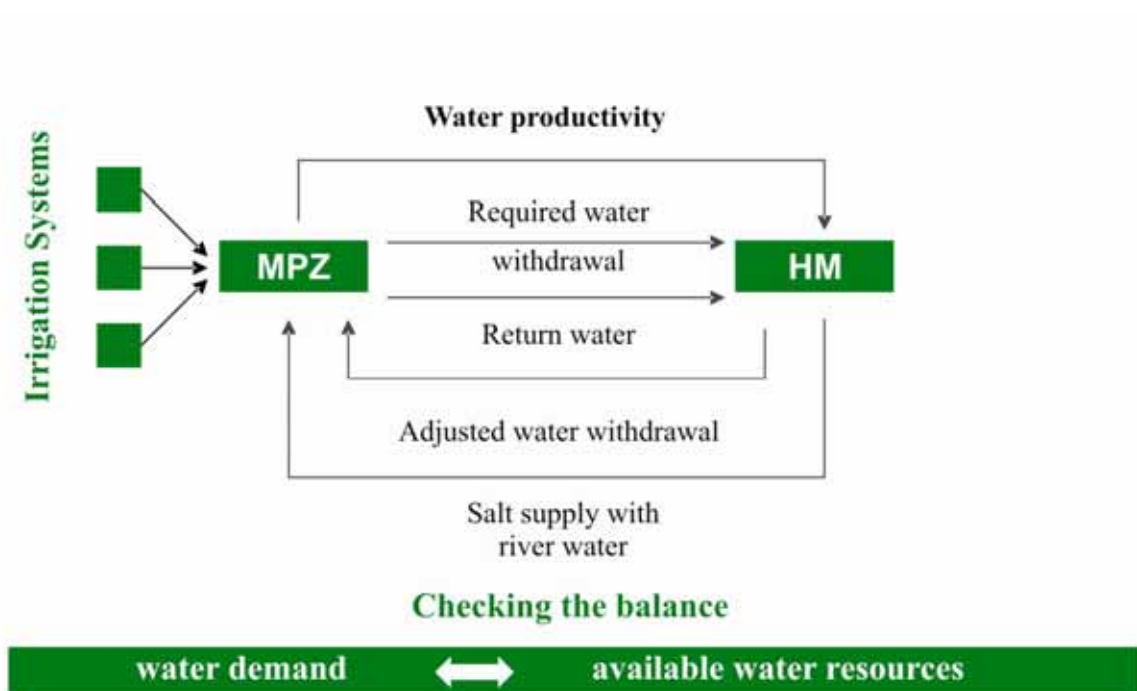 Water productivity
Irrigation Systems
Required water
withdrawal
MPZ
HM
Return water
Adjusted water withdrawal
Salt supply with
river water
Checking the balance
water demand
available water resources